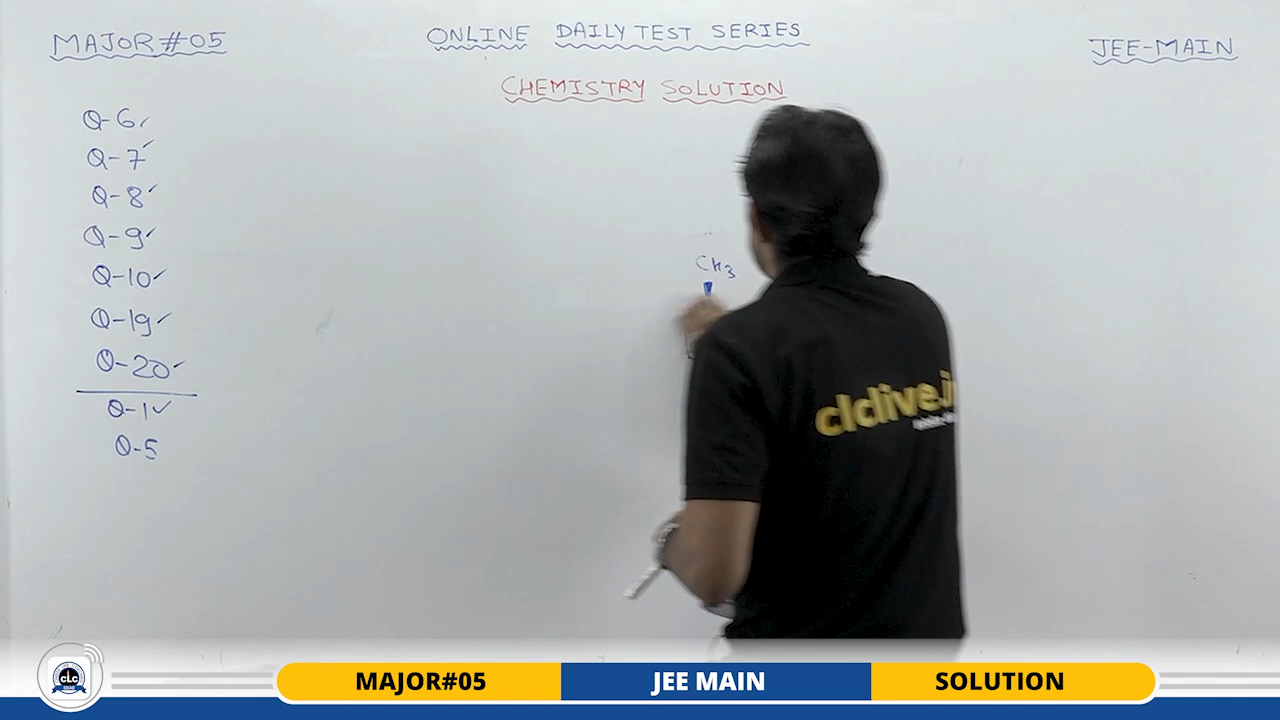 MAJOR#05
ONLINE DAILY TEST SERIES
JEE-MAIN
CHEMISTRY SOLUTION
Q-6✓
Q-7✓
Q-8✓
Q-9✓
Q-10✓
Q-19✓
Q-20✓
Q-1✓
Q-5
CH3
clclive.i
CLC
MAJOR#05
JEE MAIN
SOLUTION